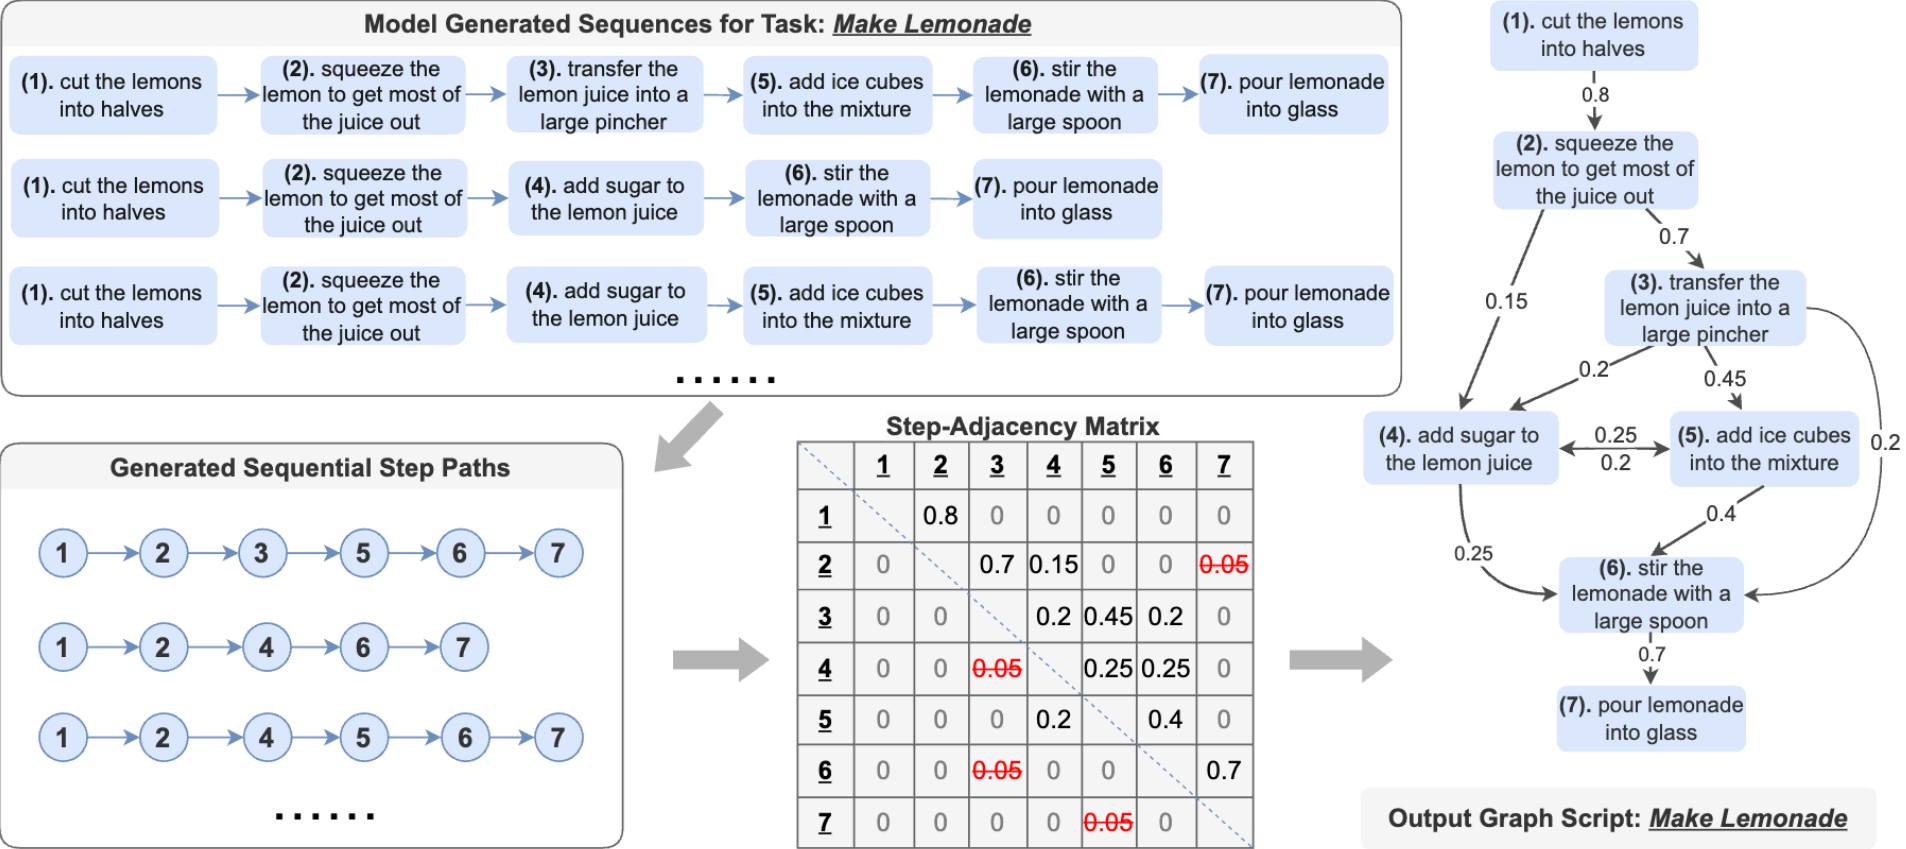 Model Generated Sequences for Task: Make Lemonade
(1). cut the lemons
into halves
(2). squeeze the
lemon to get most of
the juice out
(3). transfer the
lemon juice into a
large pincher
(5). add ice cubes
into the mixture
(6). stir the
lemonade with a
large spoon
(7). pour lemonade
into glass
(1). cut the lemons
into halves
(2). squeeze the
lemon to get most of
the juice out
(4). add sugar to
the lemon juice
(6). stir the
lemonade with a
large spoon
(7). pour lemonade
into glass
(1). cut the lemons
into halves
(2). squeeze the
lemon to get most of
the juice out
(4). add sugar to
the lemon juice
(5). add ice cubes
into the mixture
(6). stir the
lemonade with a
large spoon
(7). pour lemonade
into glass
......
Generated Sequential Step Paths
1 2 3 5 6 7
1 2 4 6 7
1 2 4 5 6 7
......
Step-Adjacency Matrix
1 2 3 4 5 6 7
1 0.8 0 0 0 0 0
2 0 0.7 0.15 0 0 0.05
3 0 0 0.2 0.45 0.2 0
4 0 0 0.05 0.25 0.25 0
5 0 0 0 0.2 0.4 0
6 0 0 0.05 0 0 0.7
7 0 0 0 0 0.05 0
(1). cut the lemons
into halves
0.8
(2). squeeze the
lemon to get most of
the juice out
0.7
0.15
(3). transfer the
lemon juice into a
large pincher
0.2
0.45
0.2
(4). add sugar to
the lemon juice
0.25
0.2
(5). add ice cubes
into the mixture
0.4
0.25
(6). stir the
lemonade with a
large spoon
0.7
(7). pour lemonade
into glass
Output Graph Script: Make Lemonade